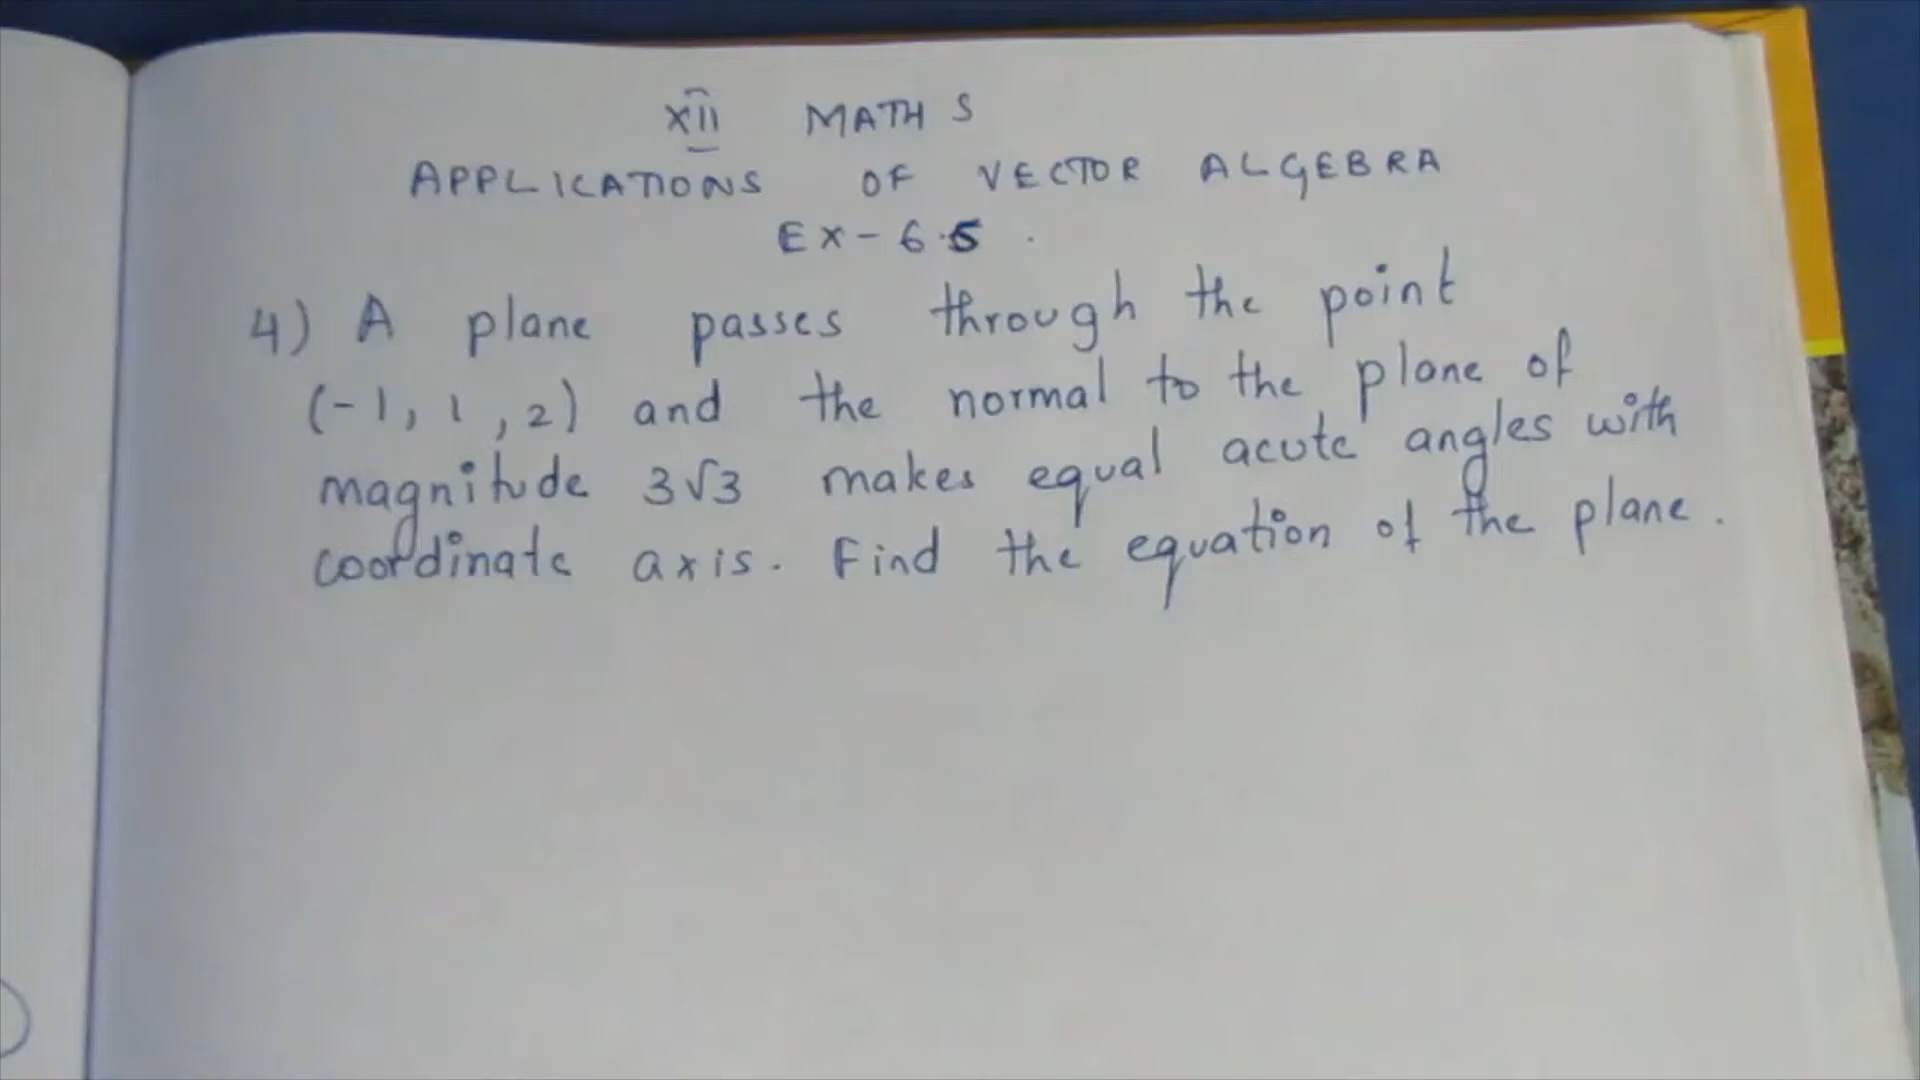 XII MATHS
APPLICATIONS OF VECTOR ALGEBRA
EX-6.5.
4) A plane passes through the point
(-1, 1, 2) and the normal to the plane of
magnitude 3√3 makes equal acute angles with
coordinate axis. Find the equation of the plane.